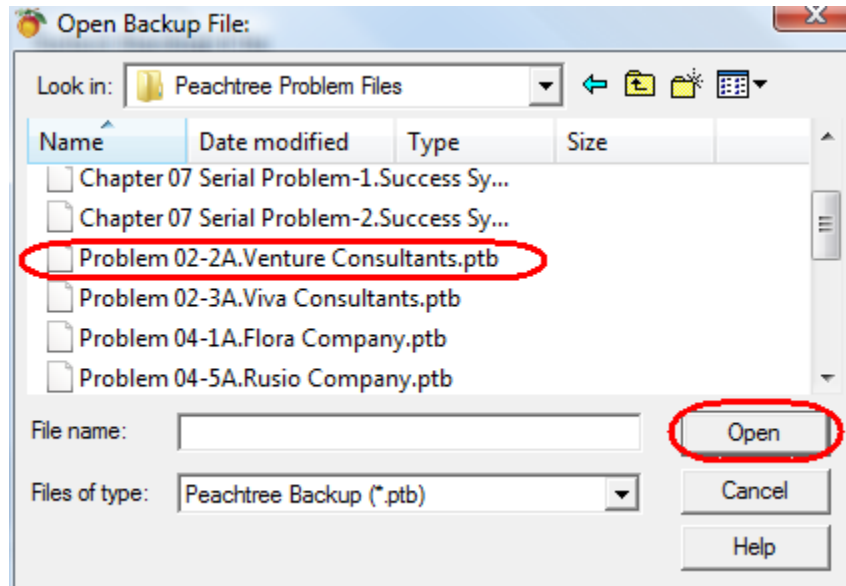 Open Backup File:
Look in: Peachtree Problem Files
Name Date modified Type Size
Chapter 07 Serial Problem-1.Success Sy...
Chapter 07 Serial Problem-2.Success Sy...
Problem 02-2A.Venture Consultants.ptb
Problem 02-3A.Viva Consultants.ptb
Problem 04-1A.Flora Company.ptb
Problem 04-5A.Rusio Company.ptb
File name: Open
Files of type: Peachtree Backup (*.ptb) Cancel
Help